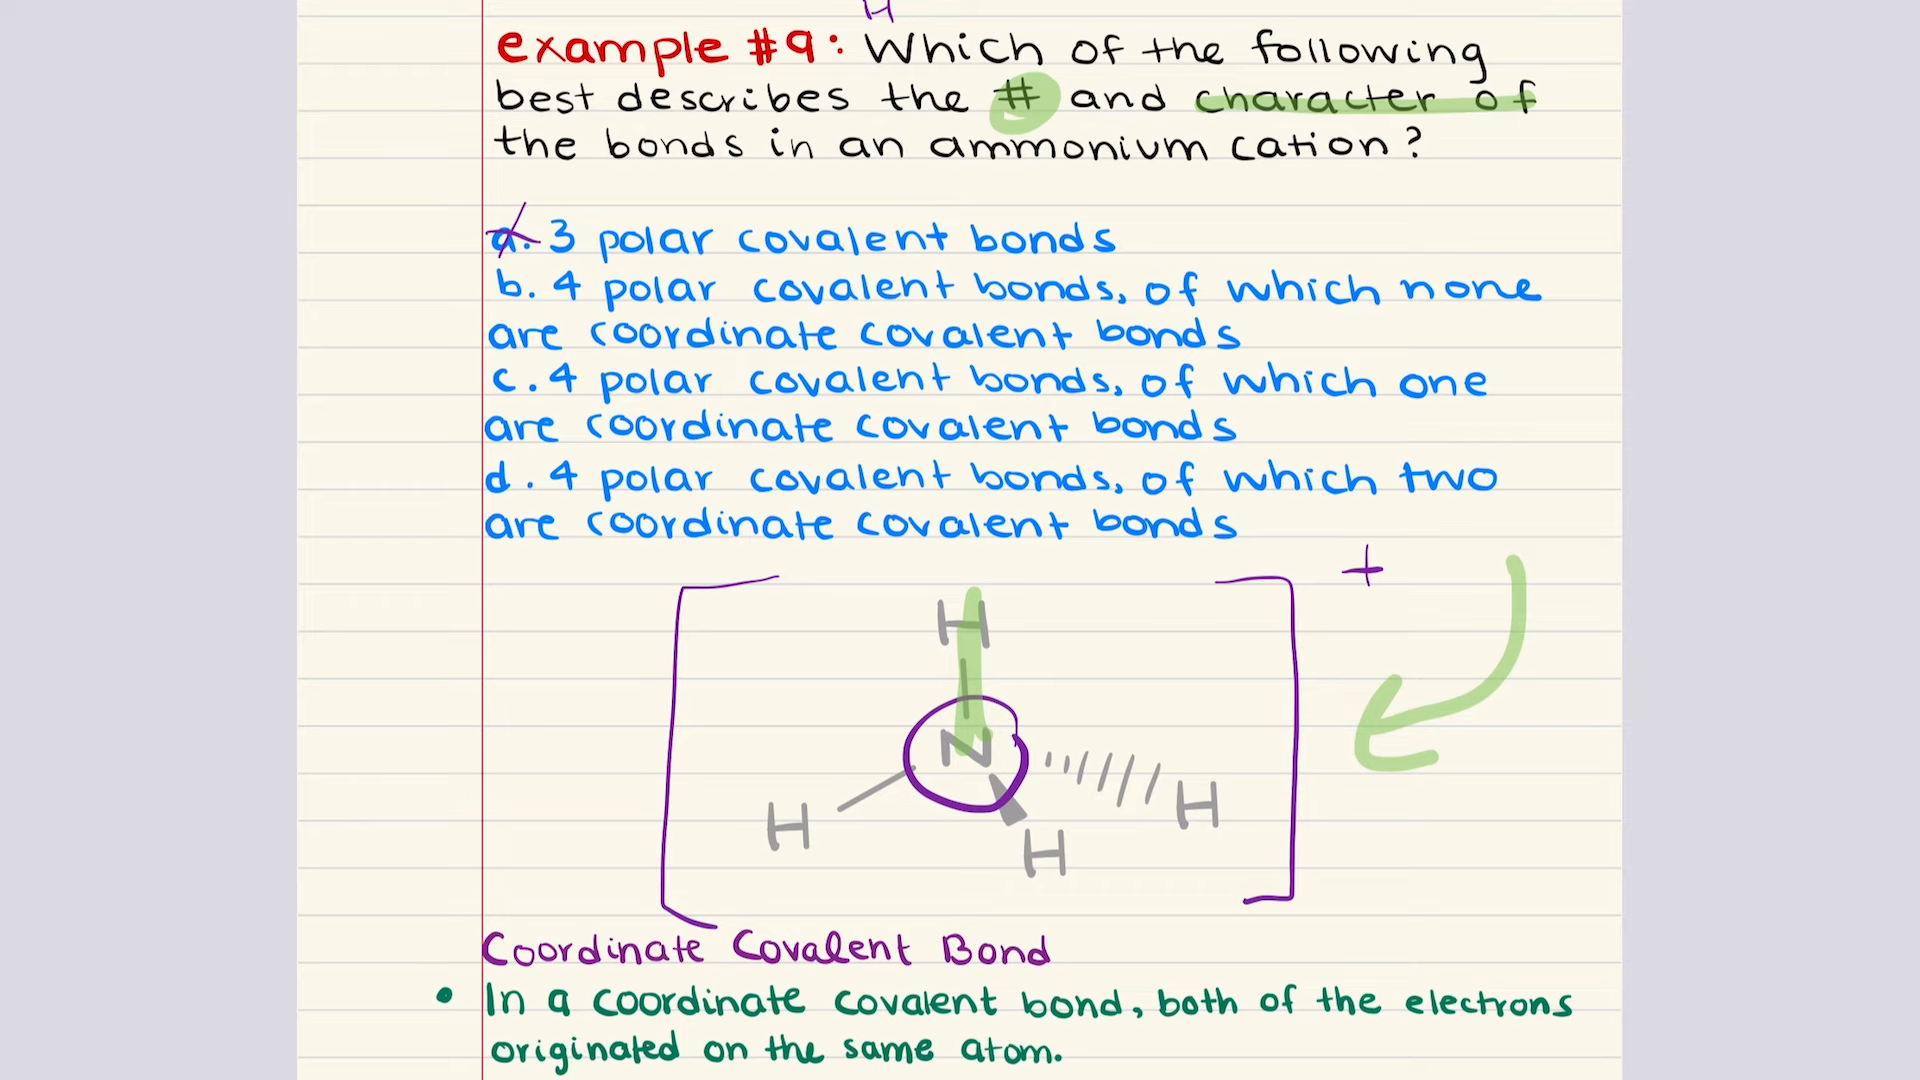 H
example #9: Which of the following
best describes the # and character of
the bonds in an ammonium cation?
a. 3 polar covalent bonds
b. 4 polar covalent bonds, of which none
are coordinate covalent bonds
c. 4 polar covalent bonds, of which one
are coordinate covalent bonds
d. 4 polar covalent bonds, of which two
are coordinate covalent bonds
+
H
N
H
H
H
Coordinate Covalent Bond
• In a coordinate covalent bond, both of the electrons
originated on the same atom.